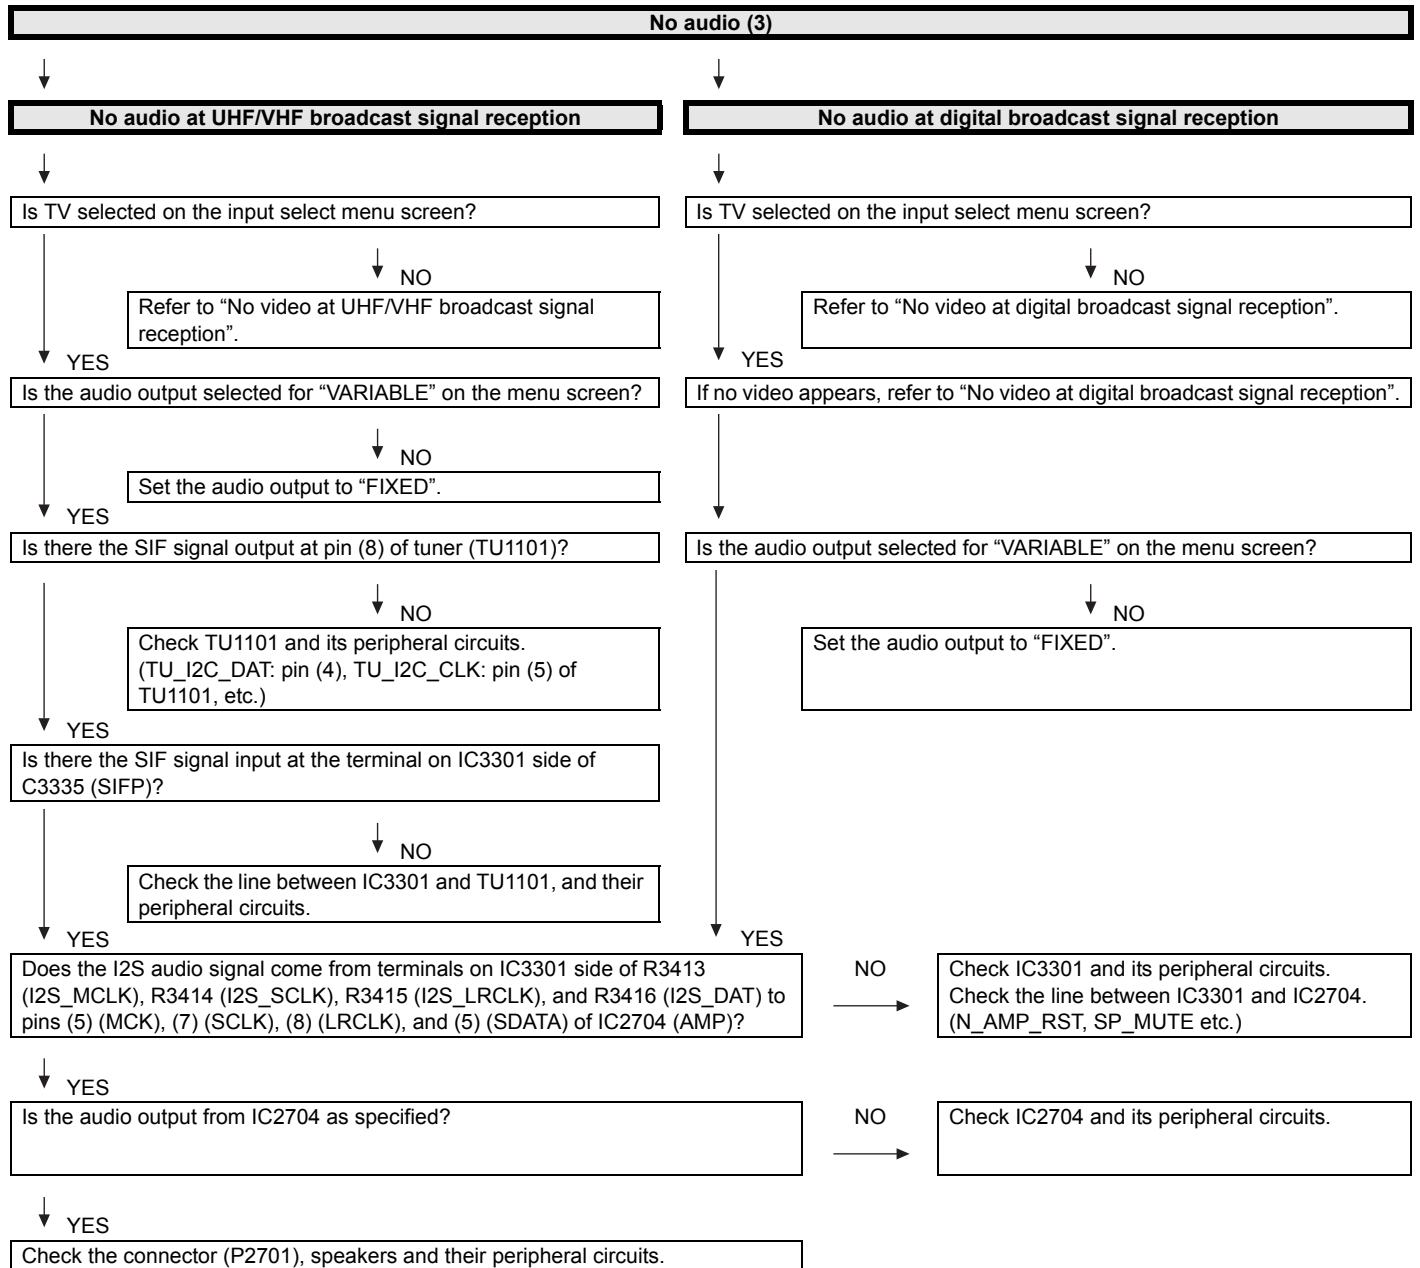 No audio (3)
No audio at UHF/VHF broadcast signal reception
No audio at digital broadcast signal reception
Is TV selected on the input select menu screen?
Is TV selected on the input select menu screen?
NO
NO
Refer to “No video at UHF/VHF broadcast signal
reception”.
Refer to “No video at digital broadcast signal reception”.
YES
YES
Is the audio output selected for “VARIABLE” on the menu screen?
If no video appears, refer to “No video at digital broadcast signal reception”.
NO
Set the audio output to “FIXED”.
YES
Is there the SIF signal output at pin (8) of tuner (TU1101)?
Is the audio output selected for “VARIABLE” on the menu screen?
NO
NO
Check TU1101 and its peripheral circuits.
(TU_I2C_DAT: pin (4), TU_I2C_CLK: pin (5) of
TU1101, etc.)
Set the audio output to “FIXED”.
YES
Is there the SIF signal input at the terminal on IC3301 side of
C3335 (SIFP)?
NO
Check the line between IC3301 and TU1101, and their
peripheral circuits.
YES
YES
Does the I2S audio signal come from terminals on IC3301 side of R3413
(I2S_MCLK), R3414 (I2S_SCLK), R3415 (I2S_LRCLK), and R3416 (I2S_DAT) to
pins (5) (MCK), (7) (SCLK), (8) (LRCLK), and (5) (SDATA) of IC2704 (AMP)?
NO
Check IC3301 and its peripheral circuits.
Check the line between IC3301 and IC2704.
(N_AMP_RST, SP_MUTE etc.)
YES
Is the audio output from IC2704 as specified?
NO
Check IC2704 and its peripheral circuits.
YES
Check the connector (P2701), speakers and their peripheral circuits.